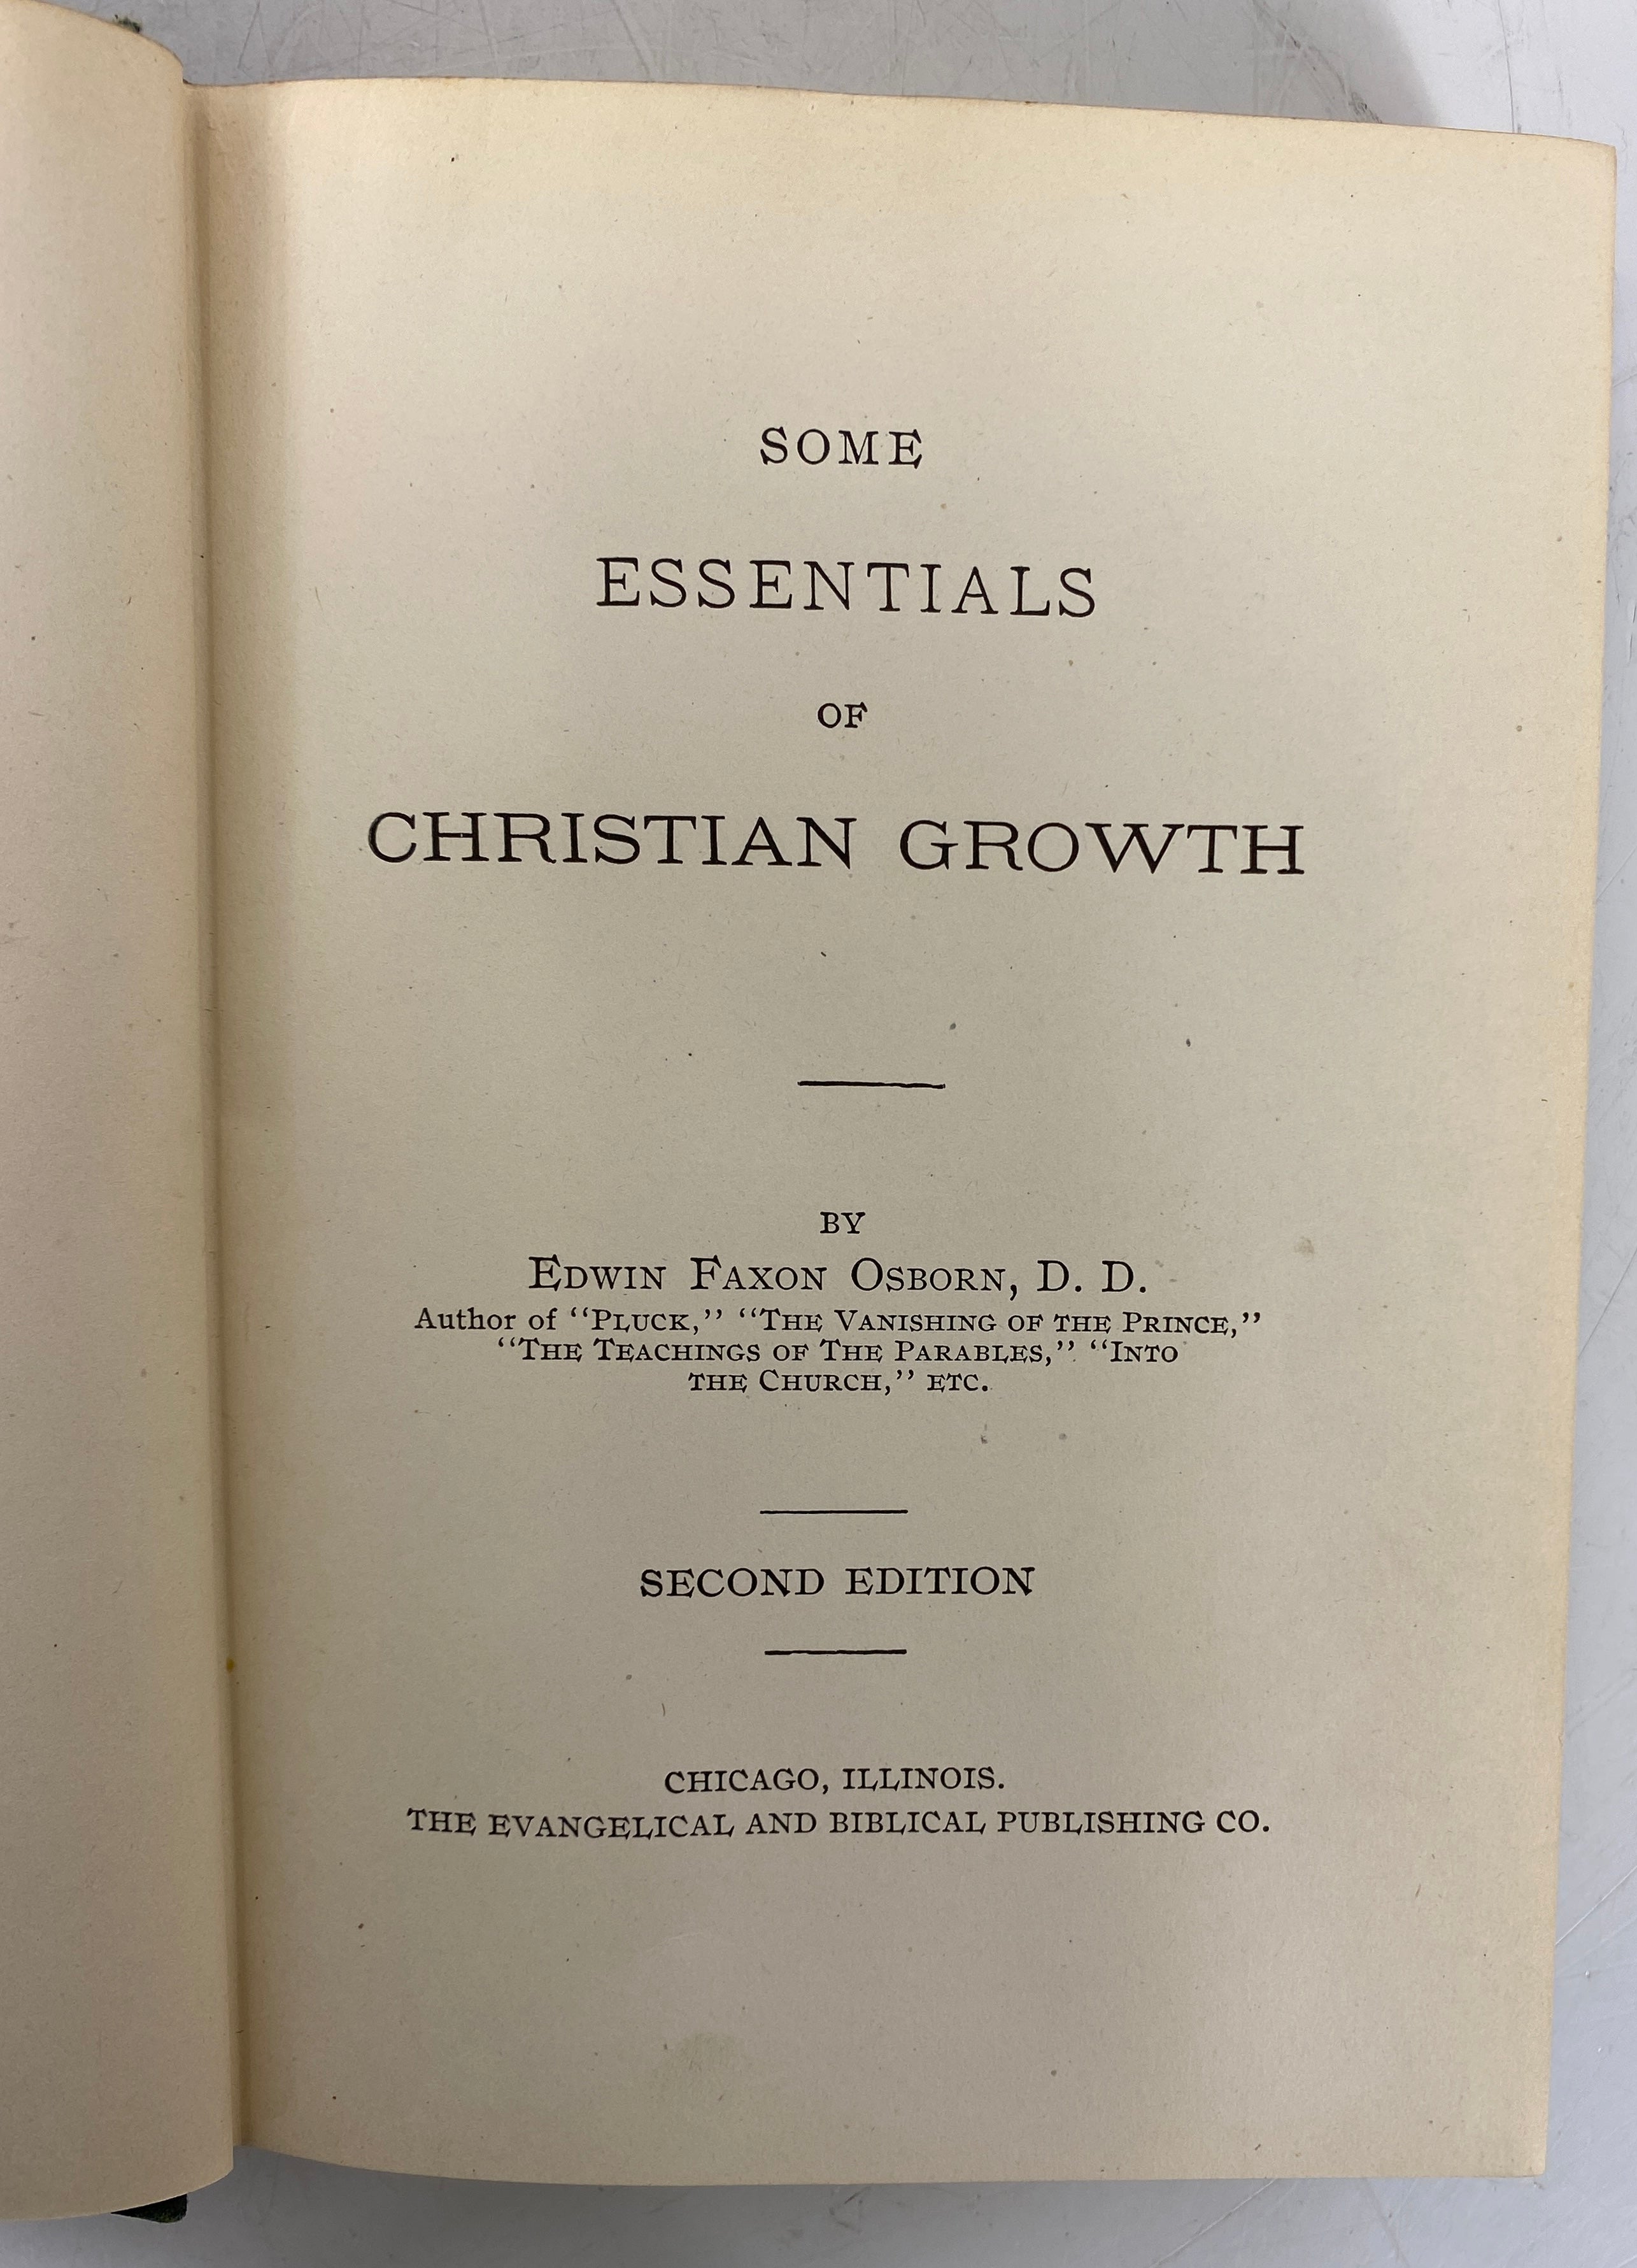 SOME
ESSENTIALS
OF
CHRISTIAN GROWTH
BY
EDWIN FAXON OSBORN, D. D.
Author of “PLUCK,” “THE VANISHING OF THE PRINCE,”
“THE TEACHINGS OF THE PARABLES,” “INTO
THE CHURCH,” ETC.
SECOND EDITION
CHICAGO, ILLINOIS.
THE EVANGELICAL AND BIBLICAL PUBLISHING CO.